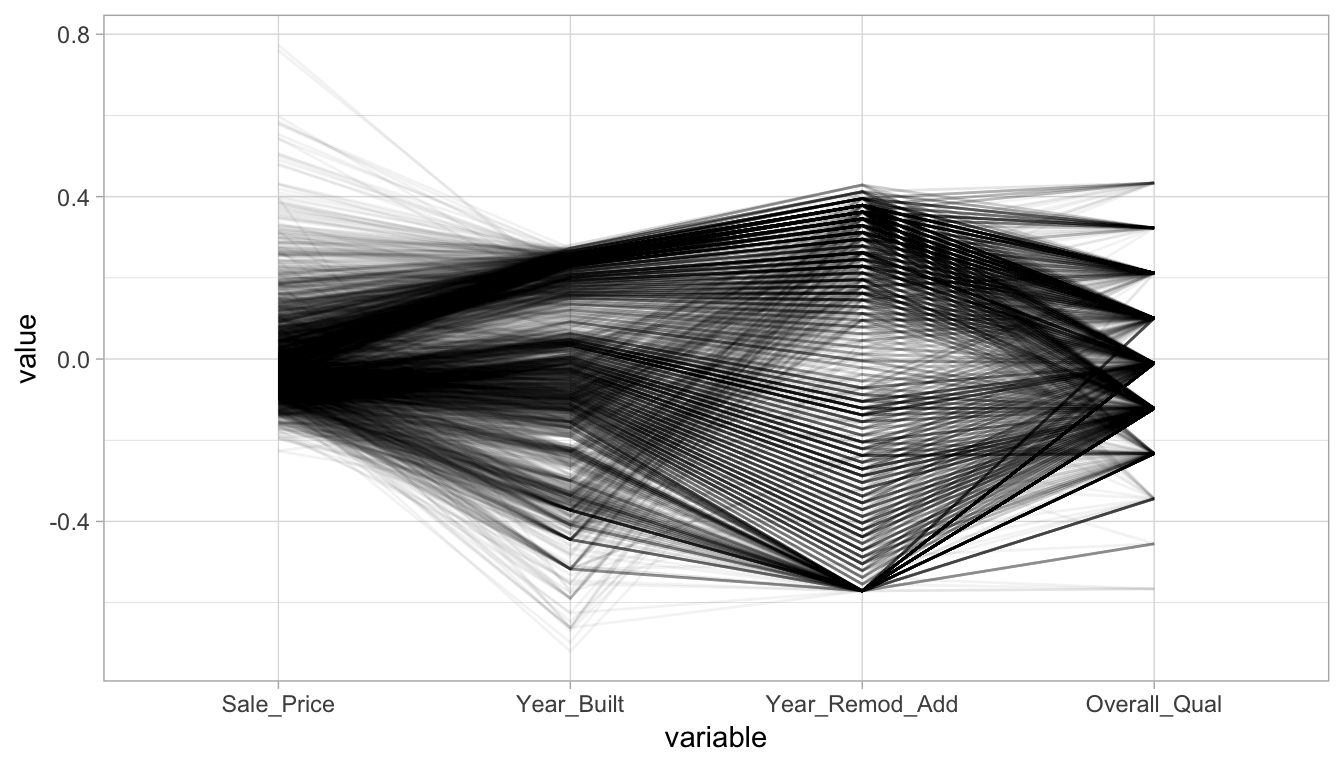 0.8
0.4
0.0
-0.4
value
Sale_Price
Year_Built
Year_Remod_Add
Overall_Qual
variable